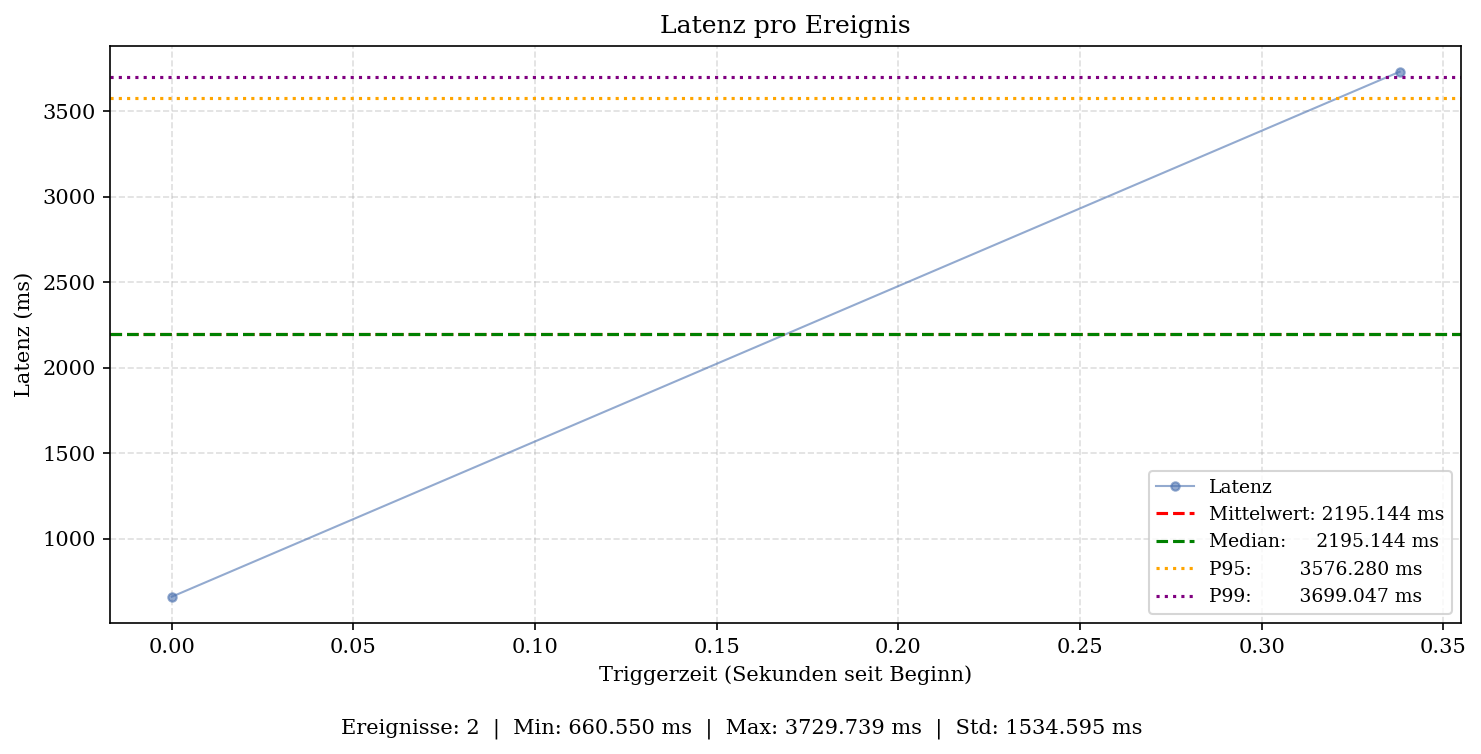 Latenz pro Ereignis
Latenz (ms)
3500
3000
2500
2000
1500
1000
Latenz
Mittelwert: 2195.144 ms
Median: 2195.144 ms
P95: 3576.280 ms
P99: 3699.047 ms
0.00 0.05 0.10 0.15 0.20 0.25 0.30 0.35
Triggerzeit (Sekunden seit Beginn)
Ereignisse: 2 | Min: 660.550 ms | Max: 3729.739 ms | Std: 1534.595 ms